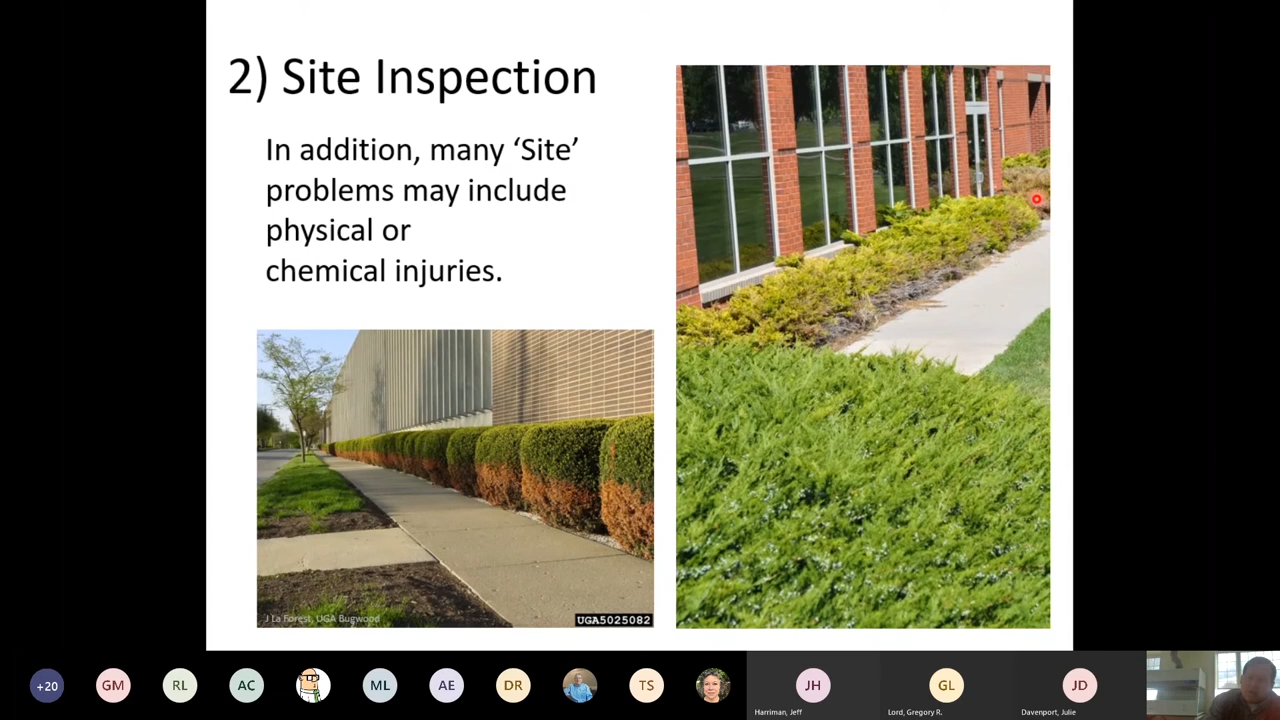 2) Site Inspection
In addition, many ‘Site’
problems may include
physical or
chemical injuries.
J La Forest, UGA Bugwood
UGA5025082
+20
GM
RL
AC
ML
AE
DR
TS
JH
GL
JD
Harriman, Jeff
Lord, Gregory R.
Davenport, Julie